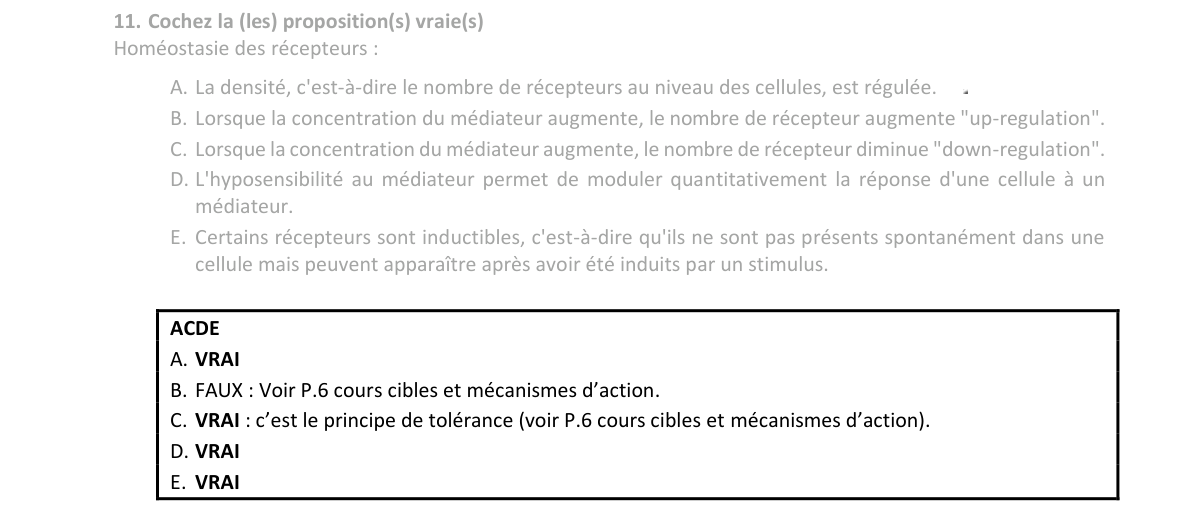 11. Cochez la (les) proposition(s) vraie(s)
Homéostasie des récepteurs :
A. La densité, c'est-à-dire le nombre de récepteurs au niveau des cellules, est régulée.
B. Lorsque la concentration du médiateur augmente, le nombre de récepteur augmente "up-regulation".
C. Lorsque la concentration du médiateur augmente, le nombre de récepteur diminue "down-regulation".
D. L'hyposensibilité au médiateur permet de moduler quantitativement la réponse d'une cellule à un
médiateur.
E. Certains récepteurs sont inductibles, c'est-à-dire qu'ils ne sont pas présents spontanément dans une
cellule mais peuvent apparaître après avoir été induits par un stimulus.
ACDE
A. VRAI
B. FAUX : Voir P.6 cours cibles et mécanismes d’action.
C. VRAI : c’est le principe de tolérance (voir P.6 cours cibles et mécanismes d’action).
D. VRAI
E. VRAI